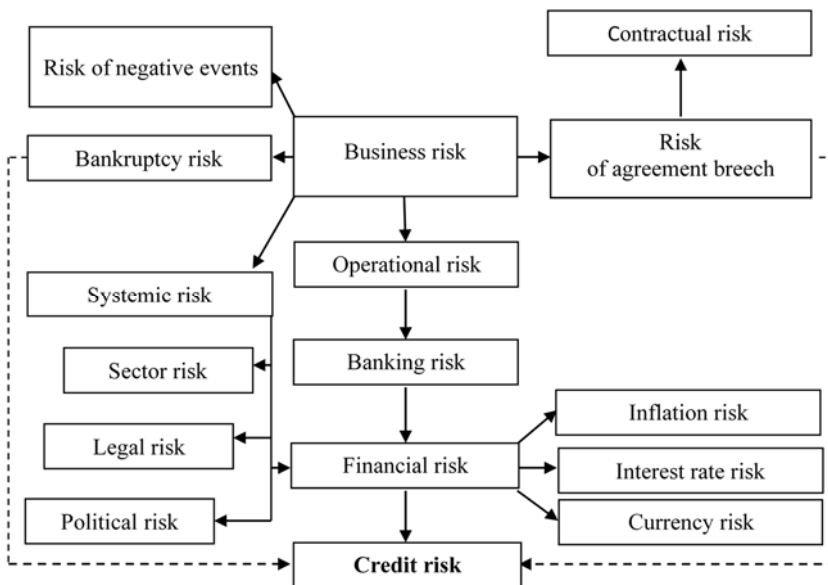 Contractual risk
Risk of negative events
Business risk
Risk
of agreement breech
Bankruptcy risk
Operational risk
Systemic risk
Banking risk
Sector risk
Inflation risk
Legal risk
Financial risk
Interest rate risk
Political risk
Currency risk
Credit risk